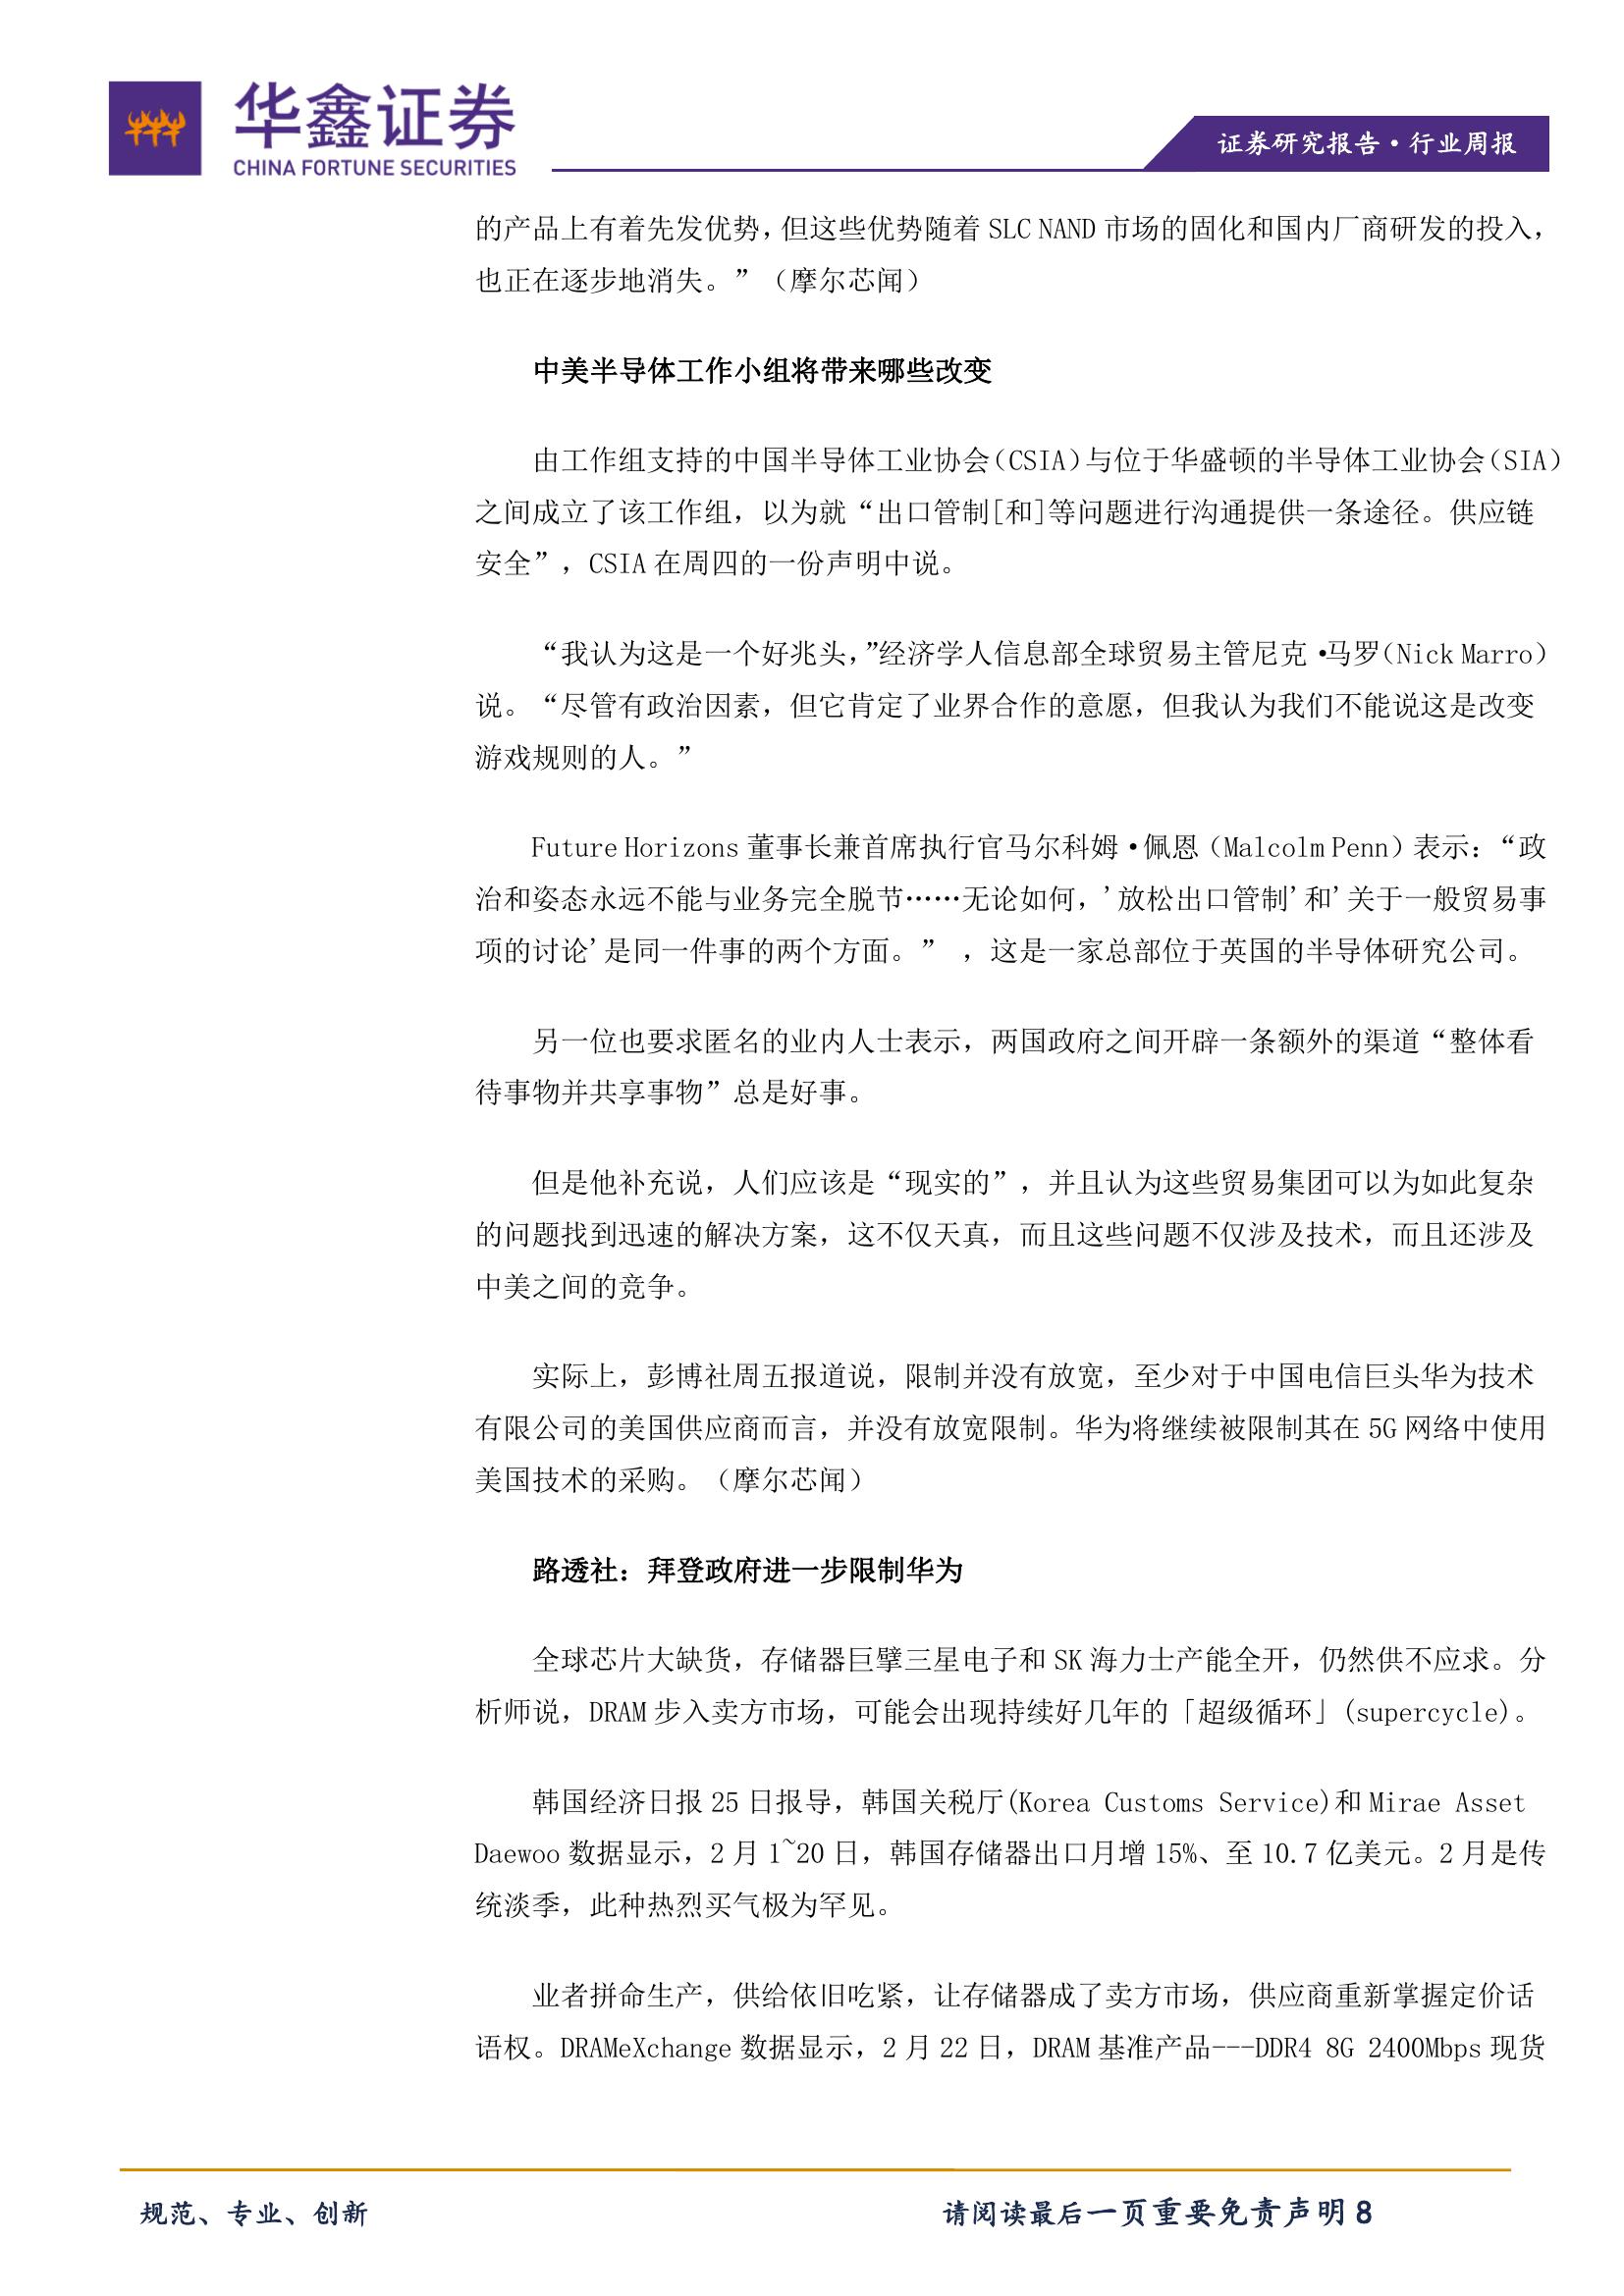 华鑫证券
CHINA FORTUNE SECURITIES
证券研究报告·行业周报
的产品上有着先发优势，但这些优势随着 SLC NAND 市场的固化和国内厂商研发的投入，
也正在逐步地消失。”（摩尔芯闻）
中美半导体工作小组将带来哪些改变
由工作组支持的中国半导体工业协会（CSIA）与位于华盛顿的半导体工业协会（SIA）
之间成立了该工作组，以为就“出口管制[和]等问题进行沟通提供一条途径。供应链
安全”，CSIA 在周四的一份声明中说。
“我认为这是一个好兆头，”经济学人信息部全球贸易主管尼克·马罗（Nick Marro）
说。“尽管有政治因素，但它肯定了业界合作的意愿，但我认为我们不能说这是改变
游戏规则的人。”
Future Horizons 董事长兼首席执行官马尔科姆·佩恩（Malcolm Penn）表示：“政
治和姿态永远不能与业务完全脱节……无论如何，'放松出口管制'和'关于一般贸易事
项的讨论'是同一件事的两个方面。” ，这是一家总部位于英国的半导体研究公司。
另一位也要求匿名的业内人士表示，两国政府之间开辟一条额外的渠道“整体看
待事物并共享事物”总是好事。
但是他补充说，人们应该是“现实的”，并且认为这些贸易集团可以为如此复杂
的问题找到迅速的解决方案，这不仅天真，而且这些问题不仅涉及技术，而且还涉及
中美之间的竞争。
实际上，彭博社周五报道说，限制并没有放宽，至少对于中国电信巨头华为技术
有限公司的美国供应商而言，并没有放宽限制。华为将继续被限制其在 5G 网络中使用
美国技术的采购。（摩尔芯闻）
路透社：拜登政府进一步限制华为
全球芯片大缺货，存储器巨擘三星电子和 SK 海力士产能全开，仍然供不应求。分
析师说，DRAM 步入卖方市场，可能会出现持续好几年的「超级循环」(supercycle)。
韩国经济日报 25 日报导，韩国关税厅(Korea Customs Service)和 Mirae Asset
Daewoo 数据显示，2 月 1~20 日，韩国存储器出口月增 15%、至 10.7 亿美元。2 月是传
统淡季，此种热烈买气极为罕见。
业者拼命生产，供给依旧吃紧，让存储器成了卖方市场，供应商重新掌握定价话
语权。DRAMeXchange 数据显示，2 月 22 日，DRAM 基准产品---DDR4 8G 2400Mbps 现货
规范、专业、创新
请阅读最后一页重要免责声明 8